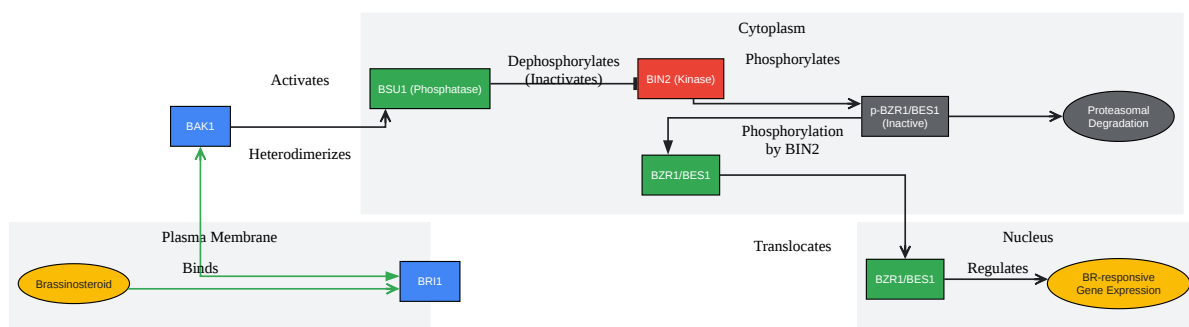 Cytoplasm
Dephosphorylates
(Inactivates)
Phosphorylates
Activates
BSU1 (Phosphatase)
BIN2 (Kinase)
p-BZR1/BES1
(Inactive)
Proteasomal
Degradation
BAK1
Heterodimerizes
Phosphorylation
by BIN2
BZR1/BES1
Plasma Membrane
Translocates
Nucleus
Binds
Brassinosteroid
BRI1
BZR1/BES1
Regulates
BR-responsive
Gene Expression